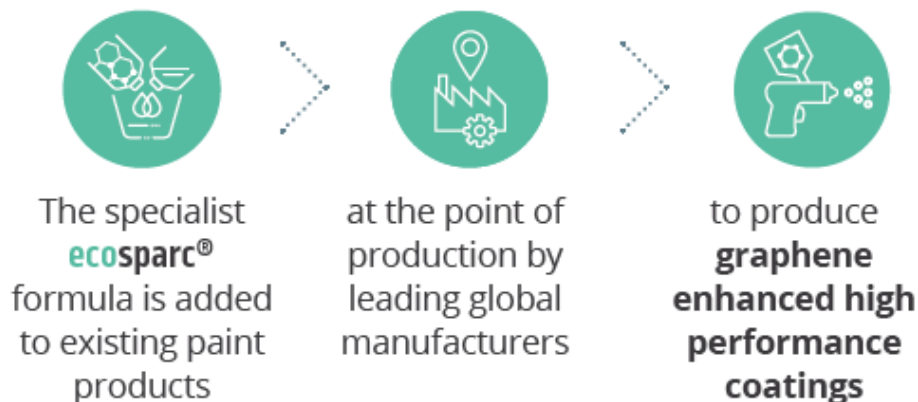 The specialist
ecosparc®
formula is added
to existing paint
products
at the point of
production by
leading global
manufacturers
to produce
graphene
enhanced high
performance
coatings